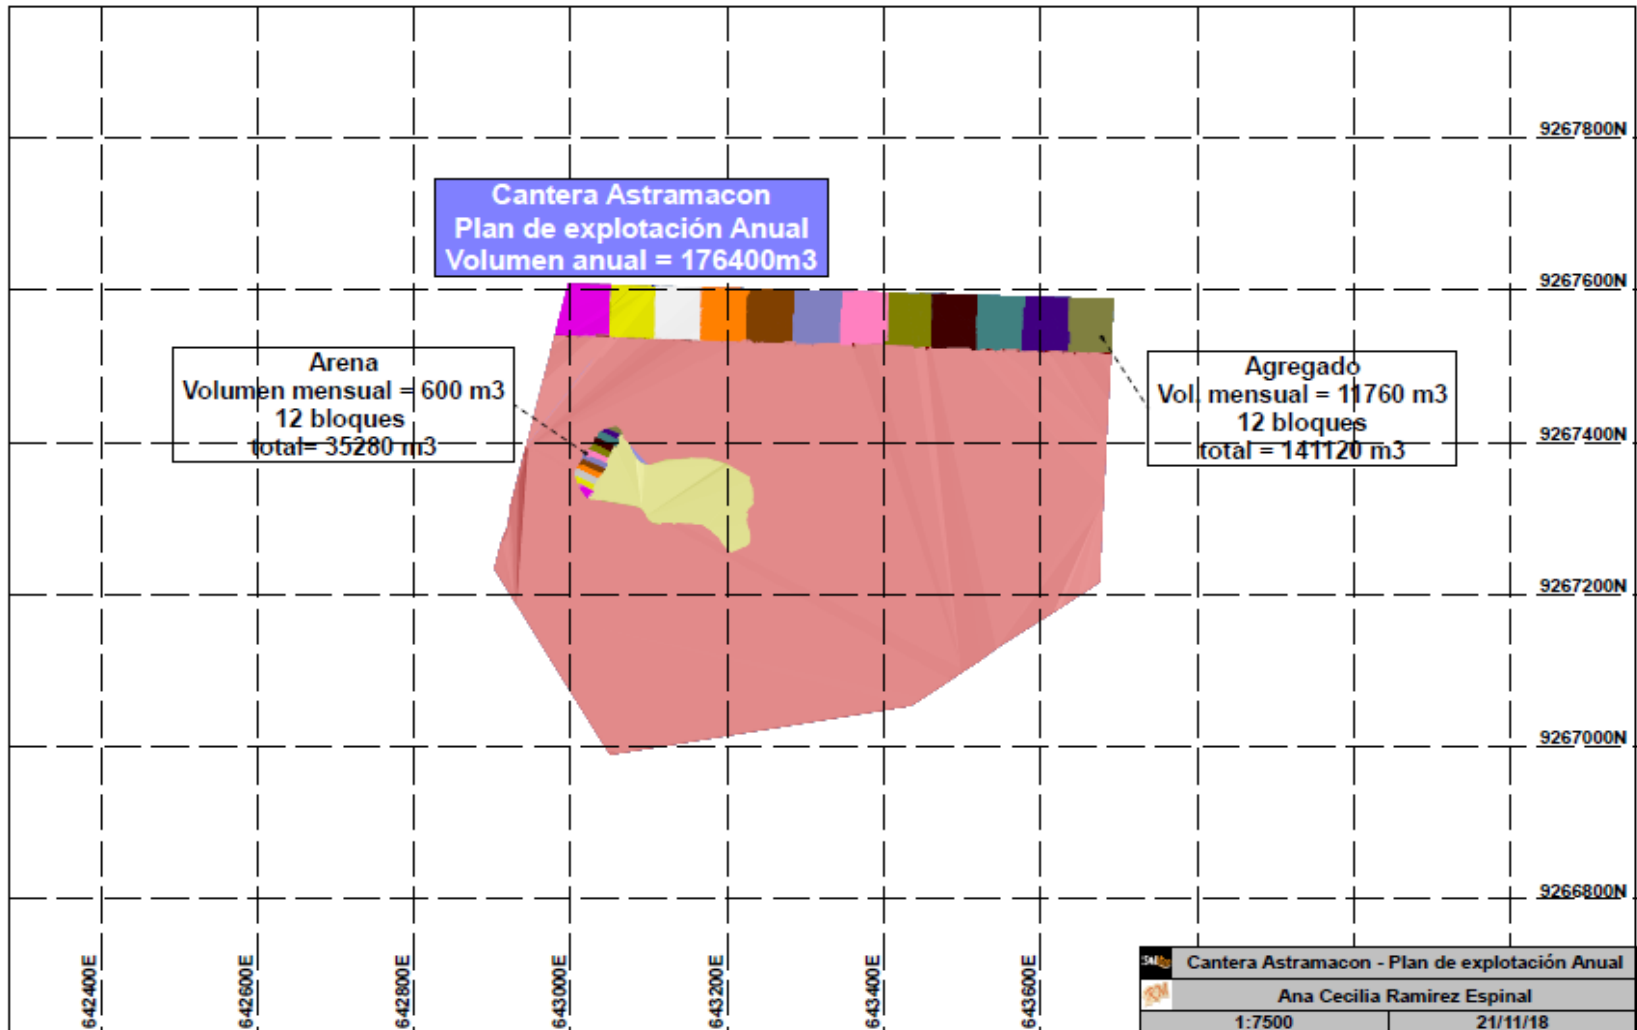 9267800N
Cantera Astramacon
Plan de explotación Anual
Volumen anual = 176400m3
9267600N
Arena
Volumen mensual = 600 m3
12 bloques
total= 35280 m3
Agregado
Vol. mensual = 11760 m3
12 bloques
total = 141120 m3
9267400N
9267200N
9267000N
9266800N
642400E
642600E
642800E
643000E
643200E
643400E
643600E
Cantera Astramacon - Plan de explotación Anual
Ana Cecilia Ramirez Espinal
1:7500
21/11/18